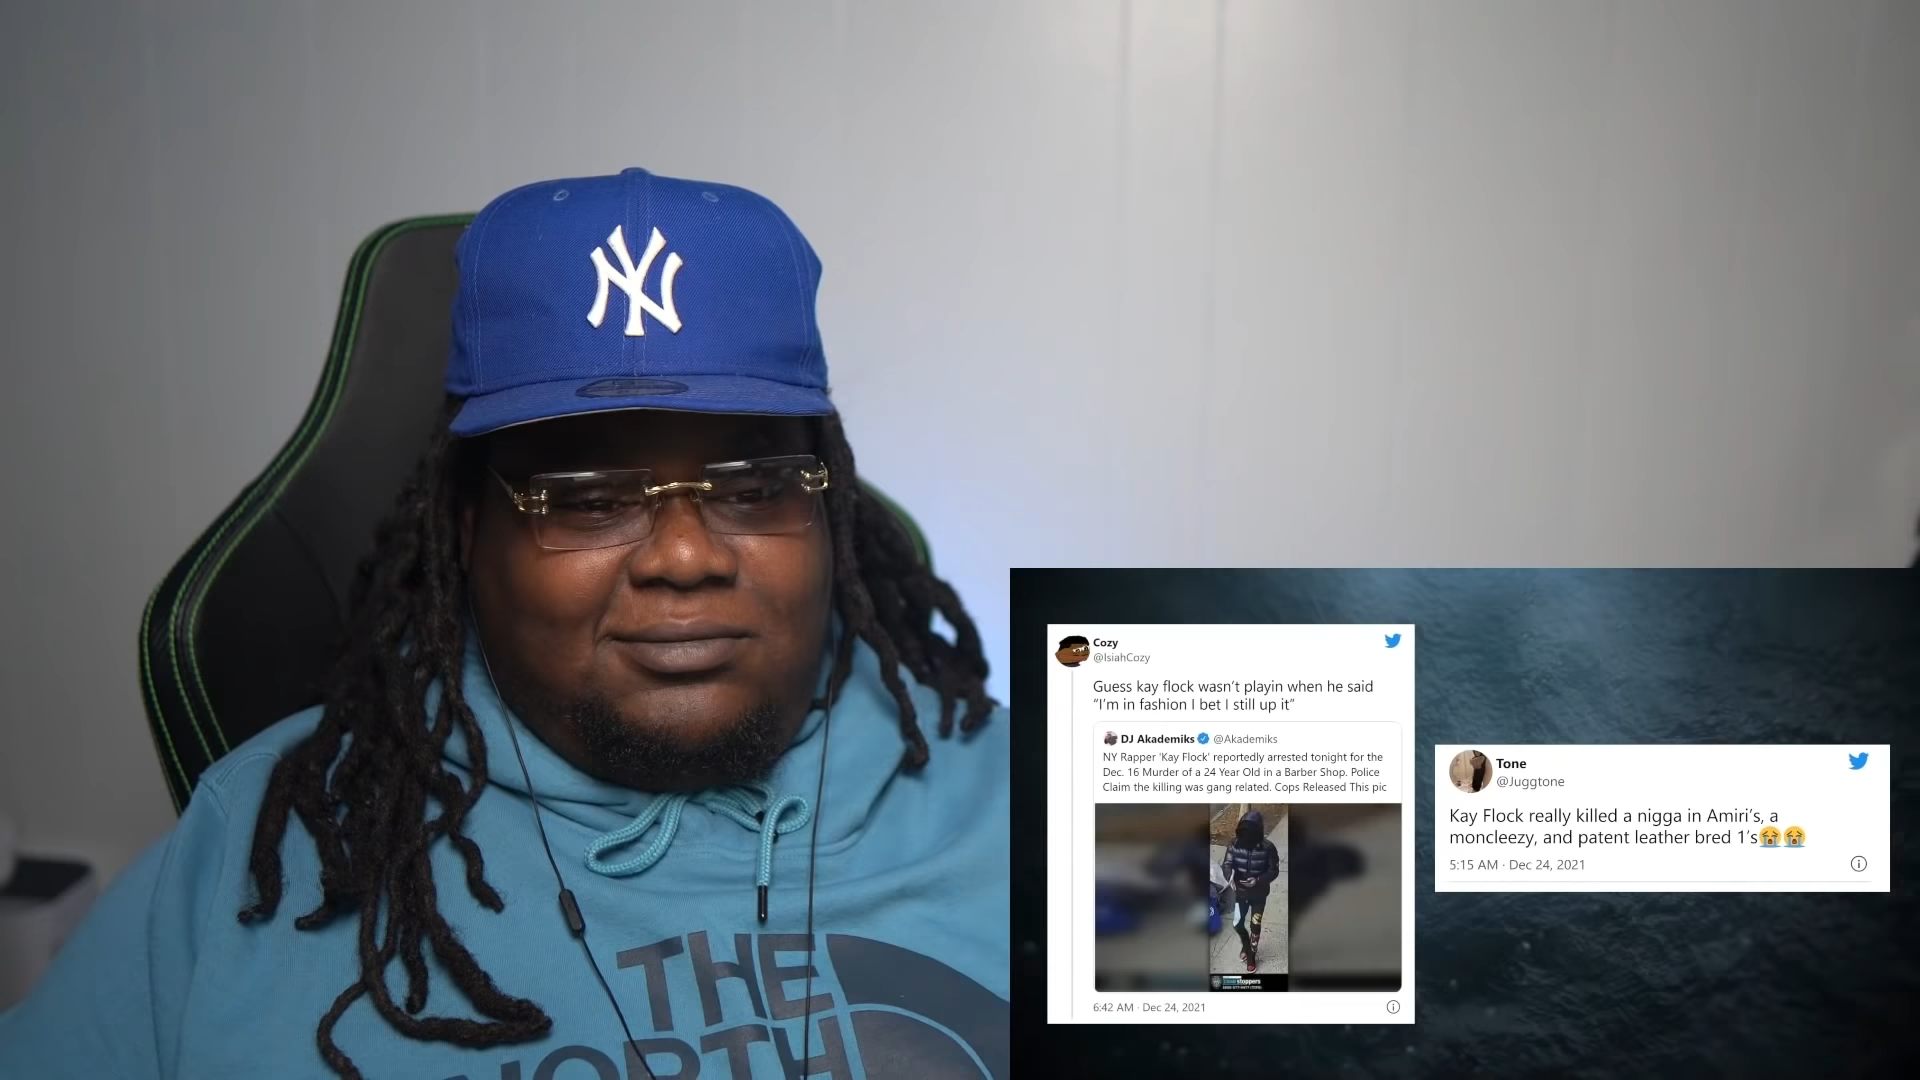 NY
THE
NORTH
Cozy
@IsiahCozy
Guess kay flock wasn't playin when he said
"I'm in fashion I bet I still up it"
DJ Akademiks @Akademiks
NY Rapper 'Kay Flock' reportedly arrested tonight for the
Dec. 16 Murder of a 24 Year Old in a Barber Shop. Police
Claim the killing was gang related. Cops Released This pic
stoppers
6:42 AM · Dec 24, 2021
Tone
@Juggtone
Kay Flock really killed a nigga in Amiri's, a
moncleezy, and patent leather bred 1's😭😭
5:15 AM · Dec 24, 2021